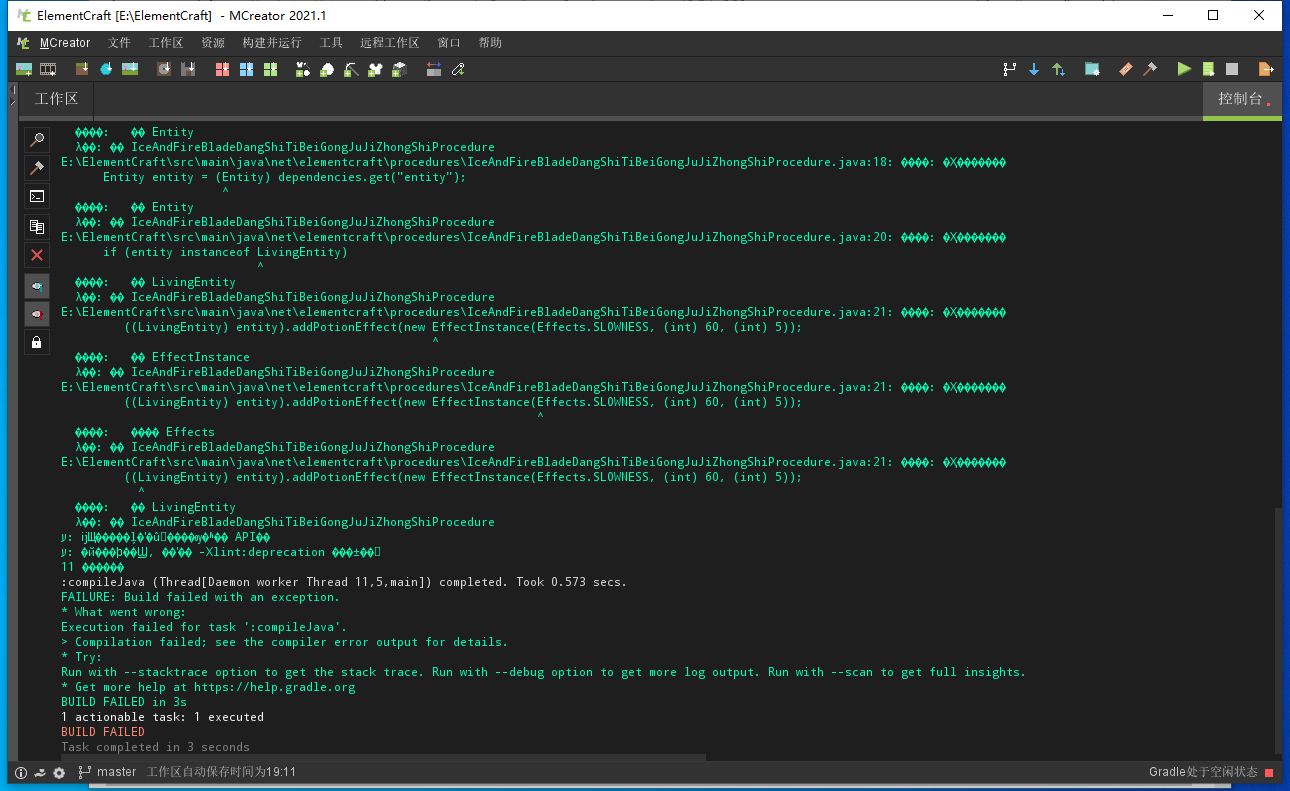 ElementCraft [E:\ElementCraft] - MCreator 2021.1
MCreator 文件 工作区 资源 构建并运行 工具 远程工作区 窗口 帮助
工作区
控制台
����: �� Entity
λ��: �� IceAndFireBladeDangShiTiBeiGongJuJiZhongShiProcedure
E:\ElementCraft\src\main\java\net\elementcraft\procedures\IceAndFireBladeDangShiTiBeiGongJuJiZhongShiProcedure.java:18: ����: �Ҳ�������
Entity entity = (Entity) dependencies.get("entity");
^
����: �� Entity
λ��: �� IceAndFireBladeDangShiTiBeiGongJuJiZhongShiProcedure
E:\ElementCraft\src\main\java\net\elementcraft\procedures\IceAndFireBladeDangShiTiBeiGongJuJiZhongShiProcedure.java:20: ����: �Ҳ�������
if (entity instanceof LivingEntity)
^
����: �� LivingEntity
λ��: �� IceAndFireBladeDangShiTiBeiGongJuJiZhongShiProcedure
E:\ElementCraft\src\main\java\net\elementcraft\procedures\IceAndFireBladeDangShiTiBeiGongJuJiZhongShiProcedure.java:21: ����: �Ҳ�������
((LivingEntity) entity).addPotionEffect(new EffectInstance(Effects.SLOWNESS, (int) 60, (int) 5));
^
����: �� EffectInstance
λ��: �� IceAndFireBladeDangShiTiBeiGongJuJiZhongShiProcedure
E:\ElementCraft\src\main\java\net\elementcraft\procedures\IceAndFireBladeDangShiTiBeiGongJuJiZhongShiProcedure.java:21: ����: �Ҳ�������
((LivingEntity) entity).addPotionEffect(new EffectInstance(Effects.SLOWNESS, (int) 60, (int) 5));
^
����: ���� Effects
λ��: �� IceAndFireBladeDangShiTiBeiGongJuJiZhongShiProcedure
E:\ElementCraft\src\main\java\net\elementcraft\procedures\IceAndFireBladeDangShiTiBeiGongJuJiZhongShiProcedure.java:21: ����: �Ҳ�������
((LivingEntity) entity).addPotionEffect(new EffectInstance(Effects.SLOWNESS, (int) 60, (int) 5));
^
����: �� LivingEntity
λ��: �� IceAndFireBladeDangShiTiBeiGongJuJiZhongShiProcedure
API��
-Xlint:deprecation
11 ������
:compileJava (Thread[Daemon worker Thread 11,5,main]) completed. Took 0.573 secs.
FAILURE: Build failed with an exception.
* What went wrong:
Execution failed for task ':compileJava'.
> Compilation failed; see the compiler error output for details.
* Try:
Run with --stacktrace option to get the stack trace. Run with --debug option to get more log output. Run with --scan to get full insights.
* Get more help at https://help.gradle.org
BUILD FAILED in 3s
1 actionable task: 1 executed
BUILD FAILED
Task completed in 3 seconds
master 工作区自动保存时间为19:11
Gradle处于空闲状态